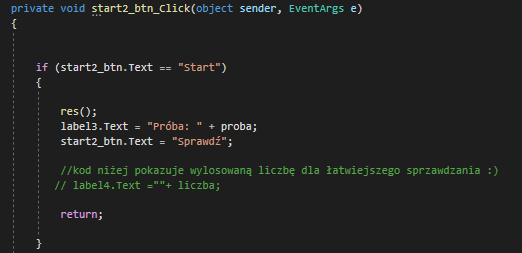 private void start2_btn_Click(object sender, EventArgs e)
{
if (start2_btn.Text == "Start")
{
res();
label3.Text = "Próba: " + proba;
start2_btn.Text = "Sprawdź";
//kod niżej pokazuje wylosowaną liczbę dla łatwiejszego sprzawdzania :)
// label4.Text =""+ liczba;
return;
}